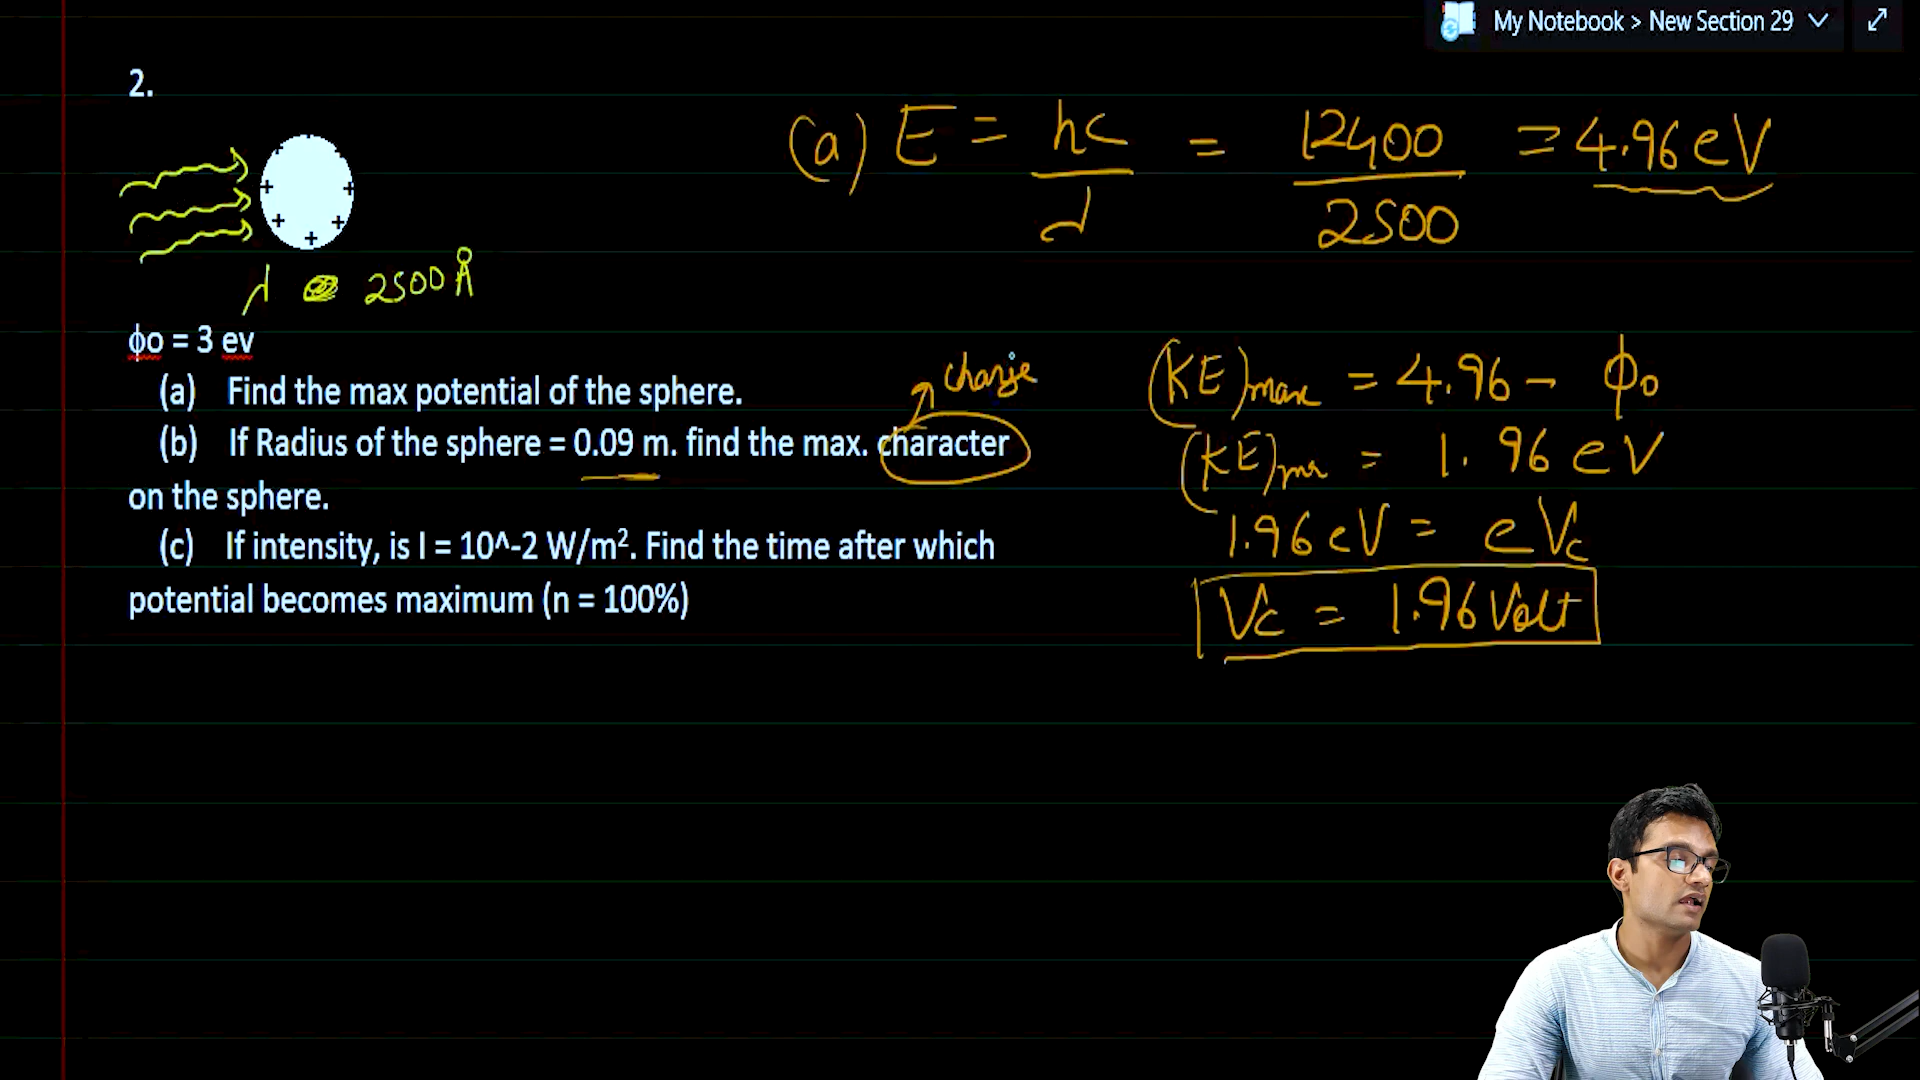 My Notebook > New Section 29
2.
λ 2500 Å
ϕo = 3 ev
(a) Find the max potential of the sphere.
(b) If Radius of the sphere = 0.09 m. find the max. character
on the sphere.
(c) If intensity, is I = 10^-2 W/m². Find the time after which
potential becomes maximum (n = 100%)
charge
(a) E = hc / λ = 12400 / 2500 = 4.96 eV
(KE)max = 4.96 - ϕ0
(KE)mx = 1.96 eV
1.96 eV = eVc
Vc = 1.96 Volt